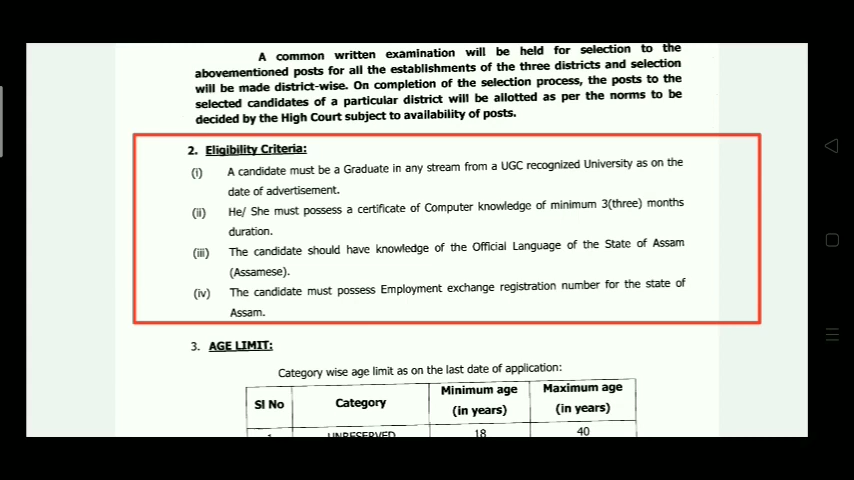 A common written examination will be held for selection to the
abovementioned posts for all the establishments of the three districts and selection
will be made district-wise. On completion of the selection process, the posts to the
selected candidates of a particular district will be allotted as per the norms to be
decided by the High Court subject to availability of posts.
2. Eligibility Criteria:
(i) A candidate must be a Graduate in any stream from a UGC recognized University as on the
date of advertisement.
(ii) He/ She must possess a certificate of Computer knowledge of minimum 3(three) months
duration.
(iii) The candidate should have knowledge of the Official Language of the State of Assam
(Assamese).
(iv) The candidate must possess Employment exchange registration number for the state of
Assam.
3. AGE LIMIT:
Category wise age limit as on the last date of application:
Sl No Category Minimum age (in years) Maximum age (in years)
1 UNRESERVED 18 40